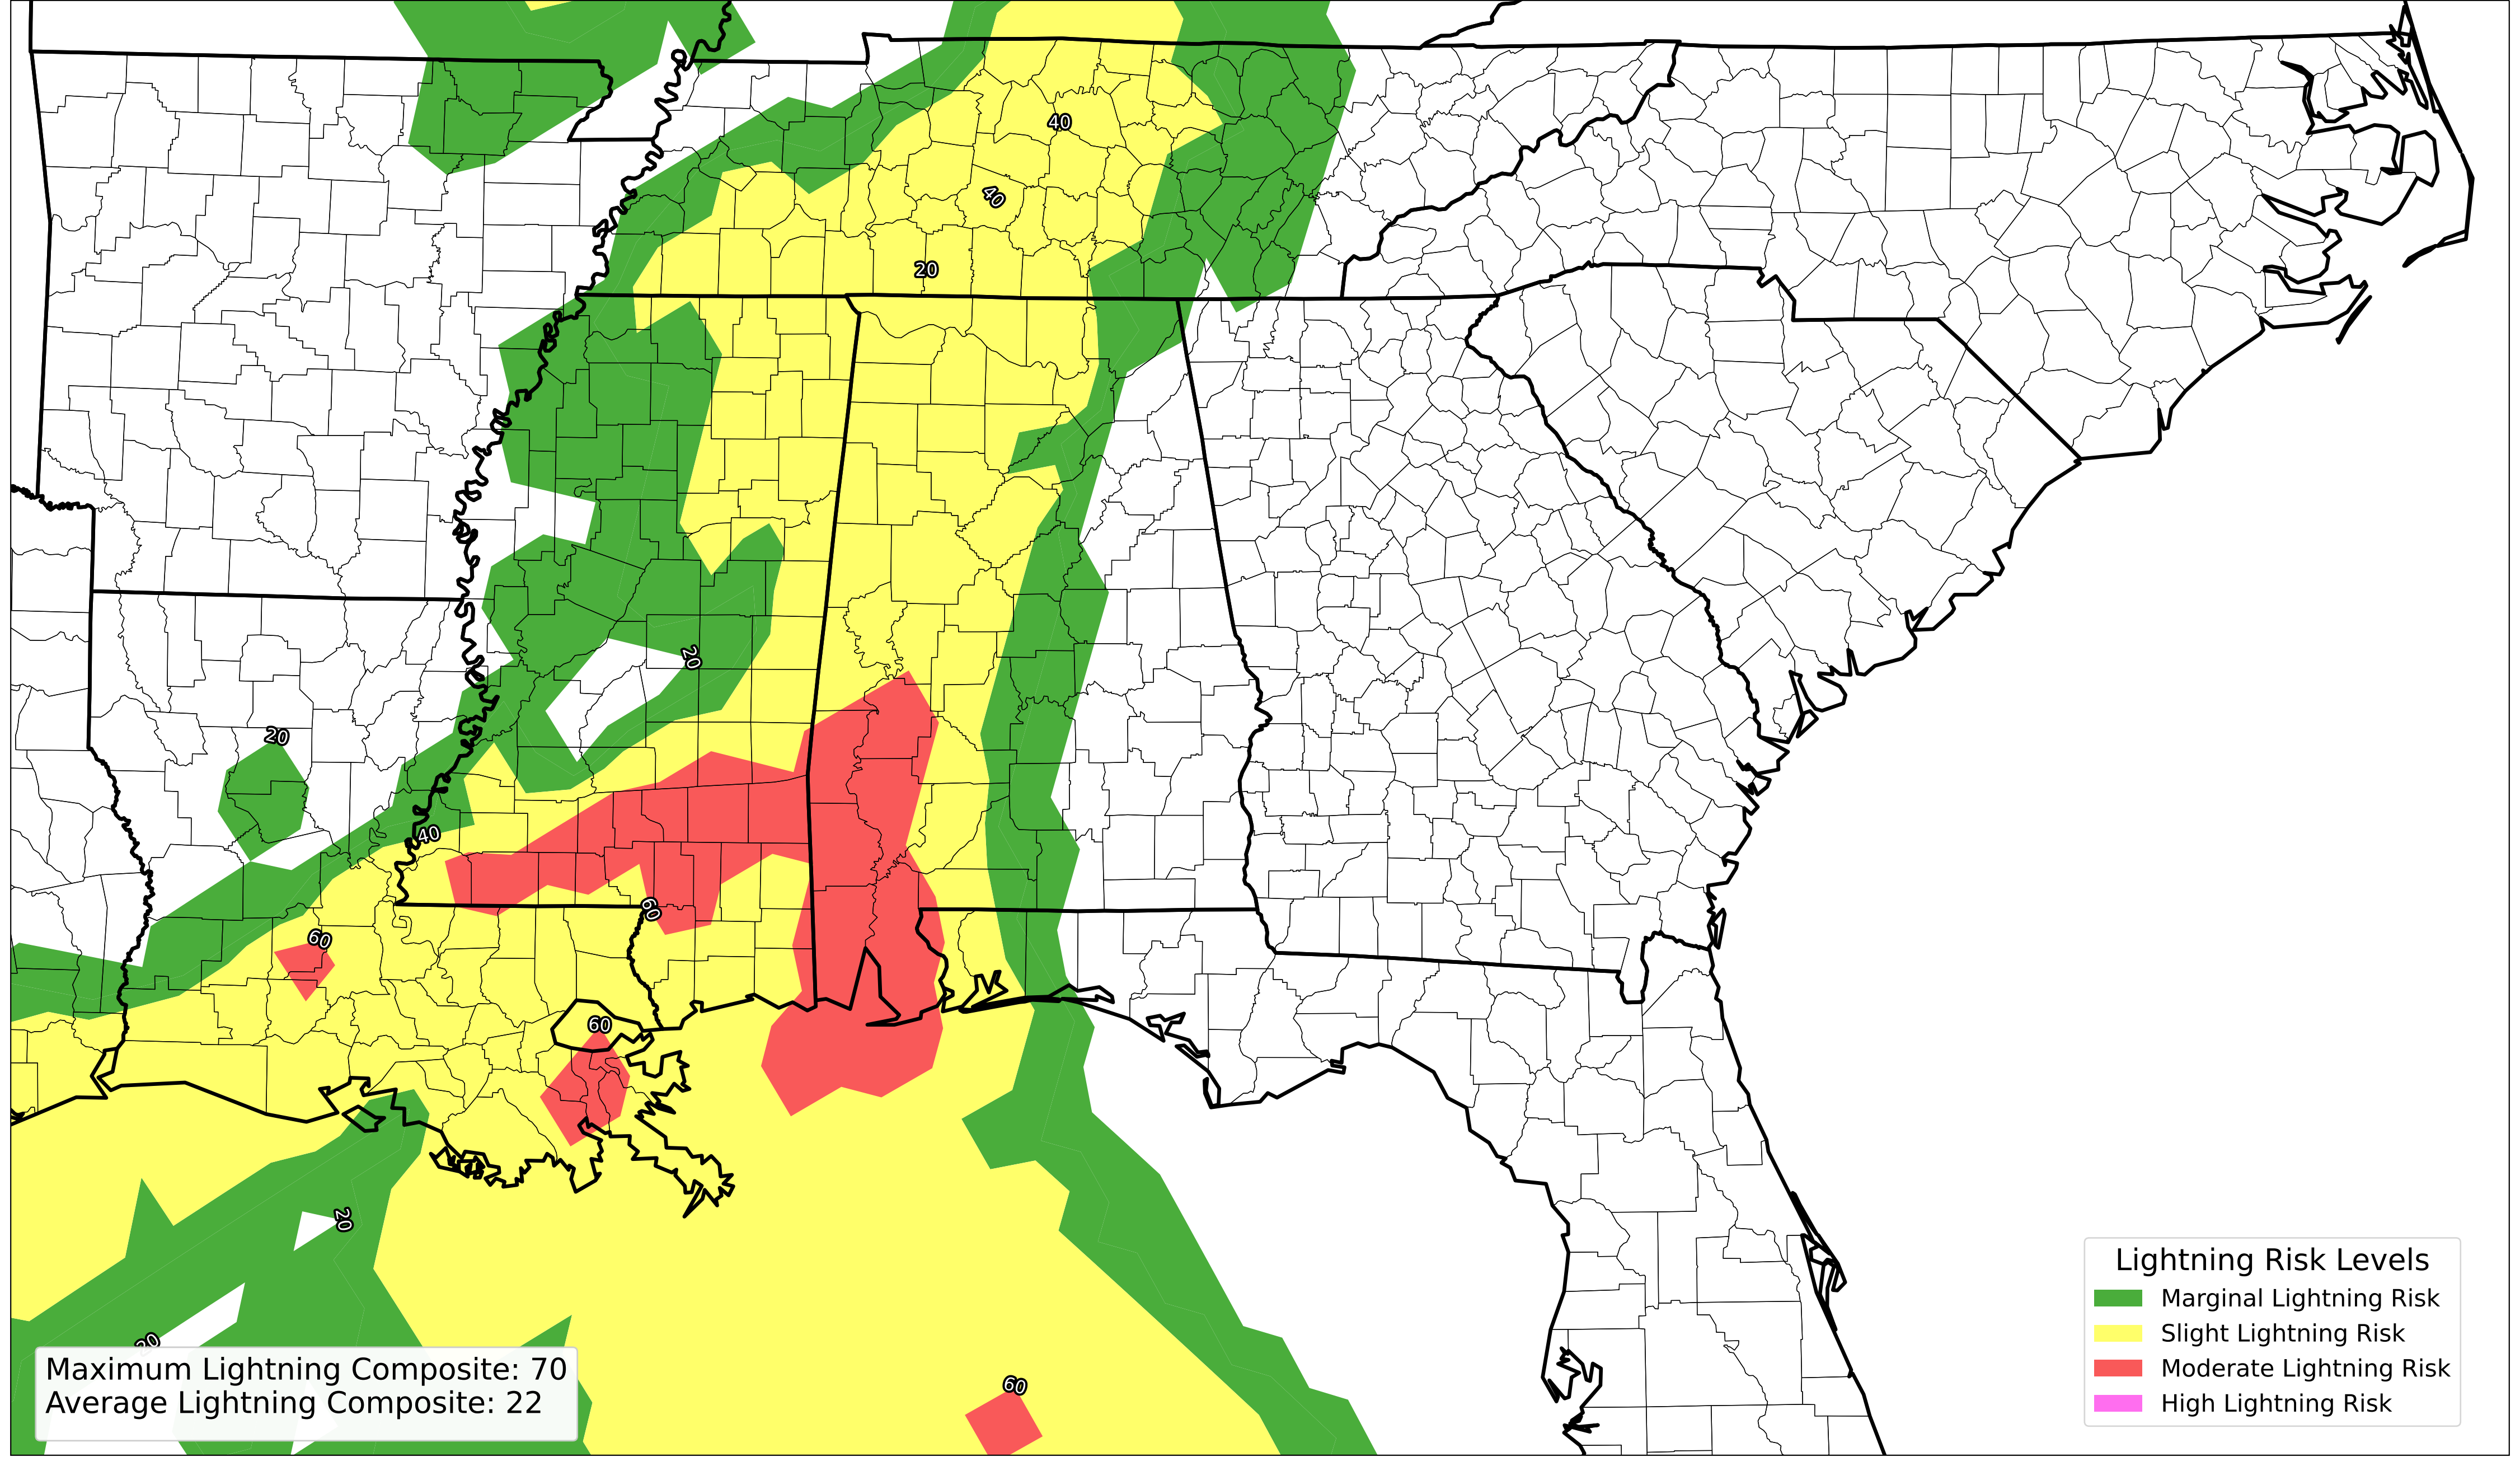 40
40
20
20
20
40
60
60
60
20
20
60
Lightning Risk Levels
Marginal Lightning Risk
Slight Lightning Risk
Moderate Lightning Risk
High Lightning Risk
Maximum Lightning Composite: 70
Average Lightning Composite: 22